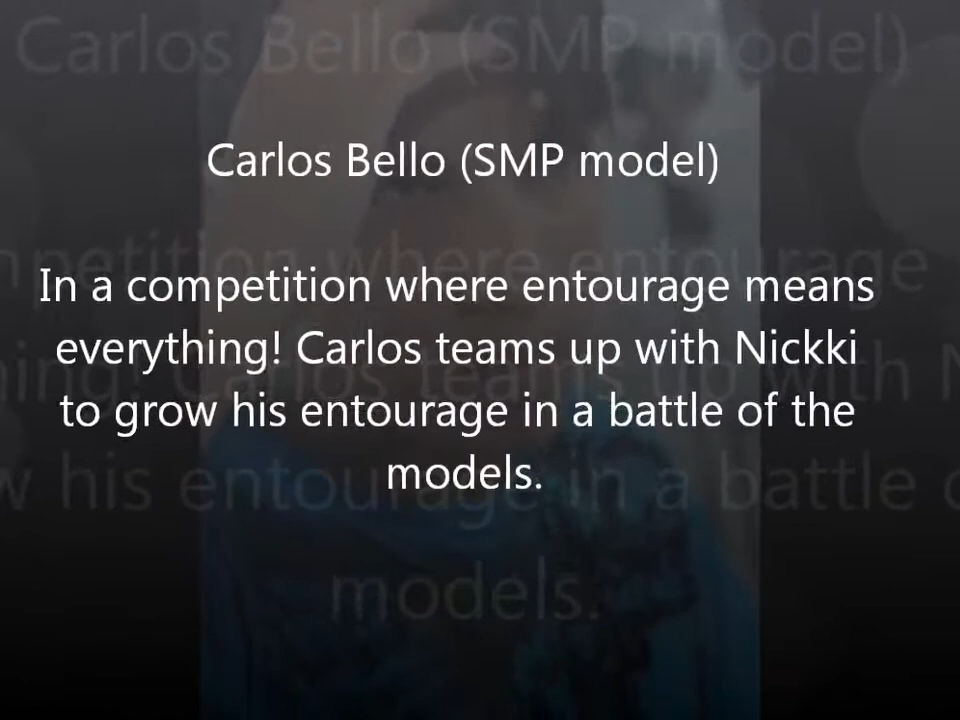 Carlos Bello (SMP model)
In a competition where entourage means
everything! Carlos teams up with Nickki
to grow his entourage in a battle of the
models.